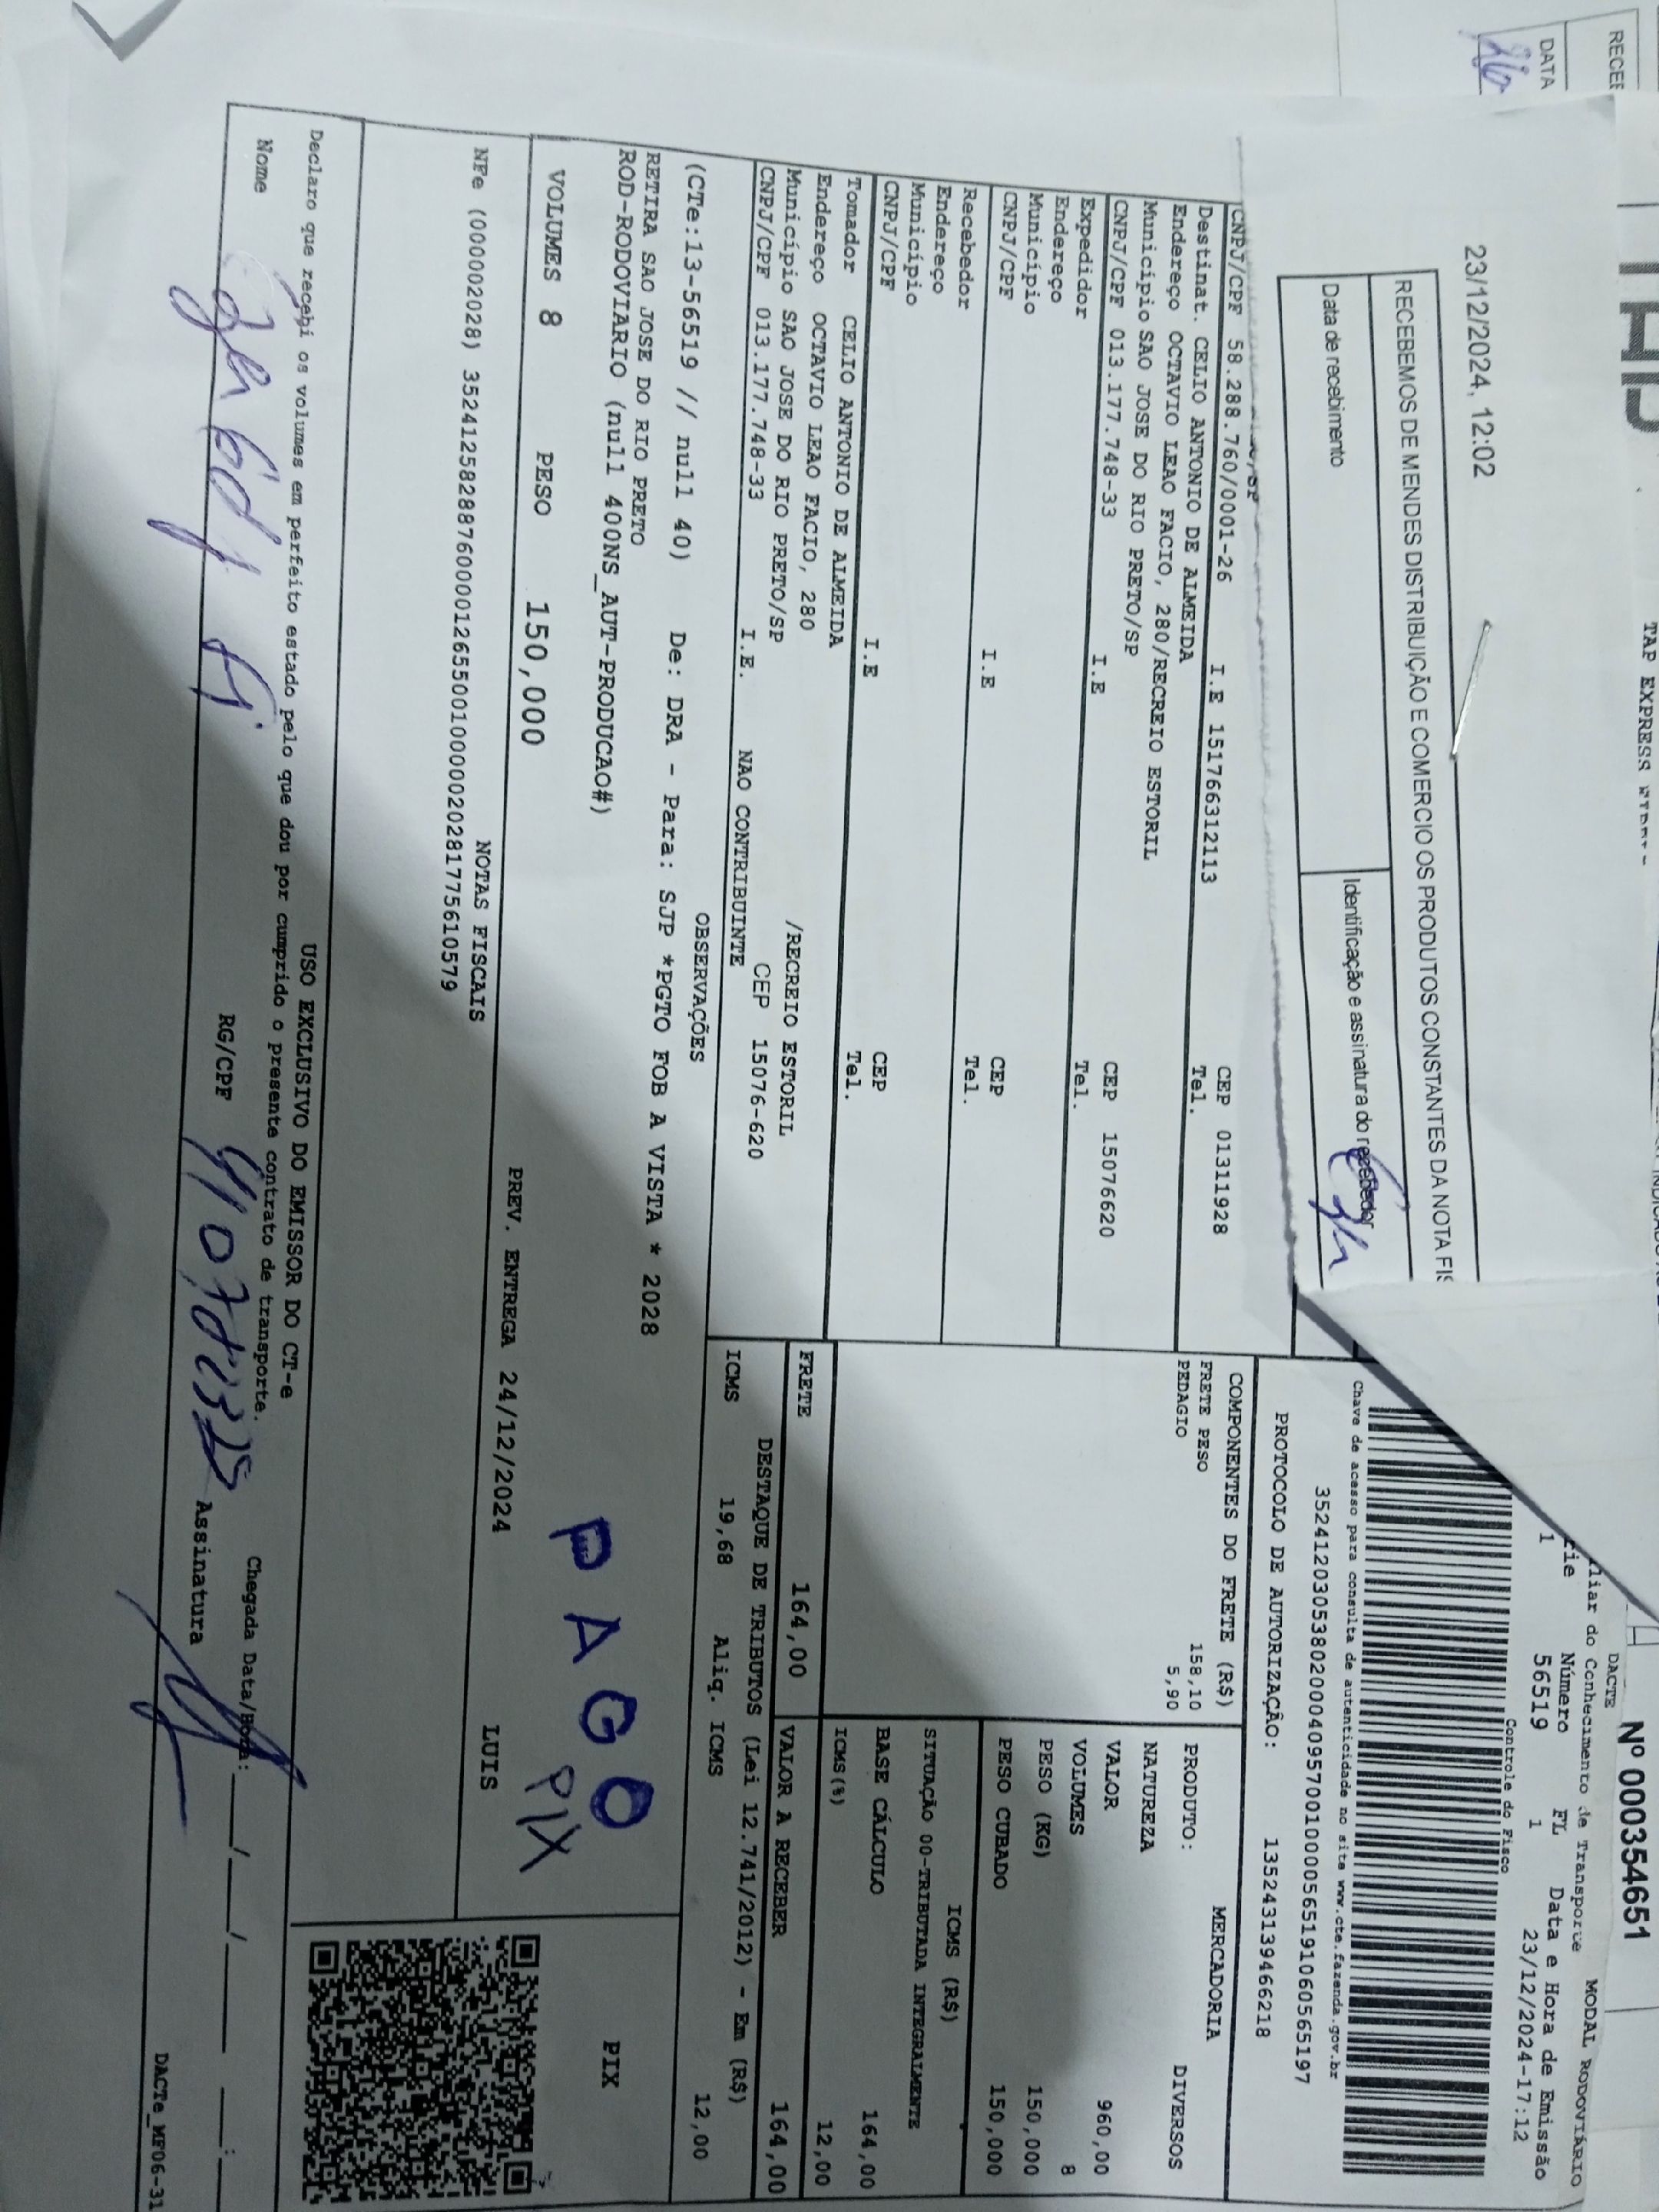 RECEB
DATA
TAP EXPRESS
23/12/2024, 12:02
RECEBEMOS DE MENDES DISTRIBUIÇÃO E COMERCIO OS PRODUTOS CONSTANTES DA NOTA FIS
Data de recebimento
Identificação e assinatura do recebedor
Nº 000354651
DACTE
liar do Conhecimento de Transporte
MODAL RODOVIÁRIO
rie Número FL Data e Hora de Emissão
1 56519 1 23/12/2024-17:12
Controle do Fisco
Chave de acesso para consulta de autenticidade no site www.cte.fazenda.gov.br
35241203053802000409570010000565191060565197
PROTOCOLO DE AUTORIZAÇÃO: 135243139466218
CNPJ/CPF 58.288.760/0001-26 I.E 151766312113 CEP 01311928
Destinat. CELIO ANTONIO DE ALMEIDA Tel.
Endereço OCTAVIO LEAO FACIO, 280/RECREIO ESTORIL
Município SAO JOSE DO RIO PRETO/SP
CNPJ/CPF 013.177.748-33 I.E CEP 15076620
Expedidor Tel.
Endereço
Município
CNPJ/CPF I.E CEP
Recebedor Tel.
Endereço
Município
CNPJ/CPF I.E CEP
Tomador CELIO ANTONIO DE ALMEIDA Tel.
Endereço OCTAVIO LEAO FACIO, 280 /RECREIO ESTORIL
Município SAO JOSE DO RIO PRETO/SP CEP 15076-620
CNPJ/CPF 013.177.748-33 I.E. NAO CONTRIBUINTE
COMPONENTES DO FRETE (R$)
FRETE PESO 158,10
PEDAGIO 5,90
FRETE 164,00
MERCADORIA
PRODUTO: DIVERSOS
NATUREZA
VALOR 960,00
VOLUMES 8
PESO (KG) 150,000
PESO CUBADO 150,000
ICMS (R$)
SITUAÇÃO 00-TRIBUTADA INTEGRALMENTE
BASE CÁLCULO 164,00
ICMS(%) 12,00
VALOR A RECEBER 164,00
DESTAQUE DE TRIBUTOS (Lei 12.741/2012) - Em (R$)
ICMS 19,68 Aliq. ICMS 12,00
OBSERVAÇÕES
(CTe:13-56519 // null 40) De: DRA - Para: SJP *PGTO FOB A VISTA * 2028
RETIRA SAO JOSE DO RIO PRETO
ROD-RODOVIARIO (null 400NS_AUT-PRODUCAO#)
PAGO
PIX
PIX
VOLUMES 8 PESO 150,000 PREV. ENTREGA 24/12/2024 LUIS
NOTAS FISCAIS
NFe (000002028) 35241258288760000126550010000020281775610579
USO EXCLUSIVO DO EMISSOR DO CT-e
Declaro que recebi os volumes em perfeito estado pelo que dou por cumprido o presente contrato de transporte.
Chegada Data/Hora: __/__/____ __:__
Nome RG/CPF Assinatura
DACTe_MF06-31